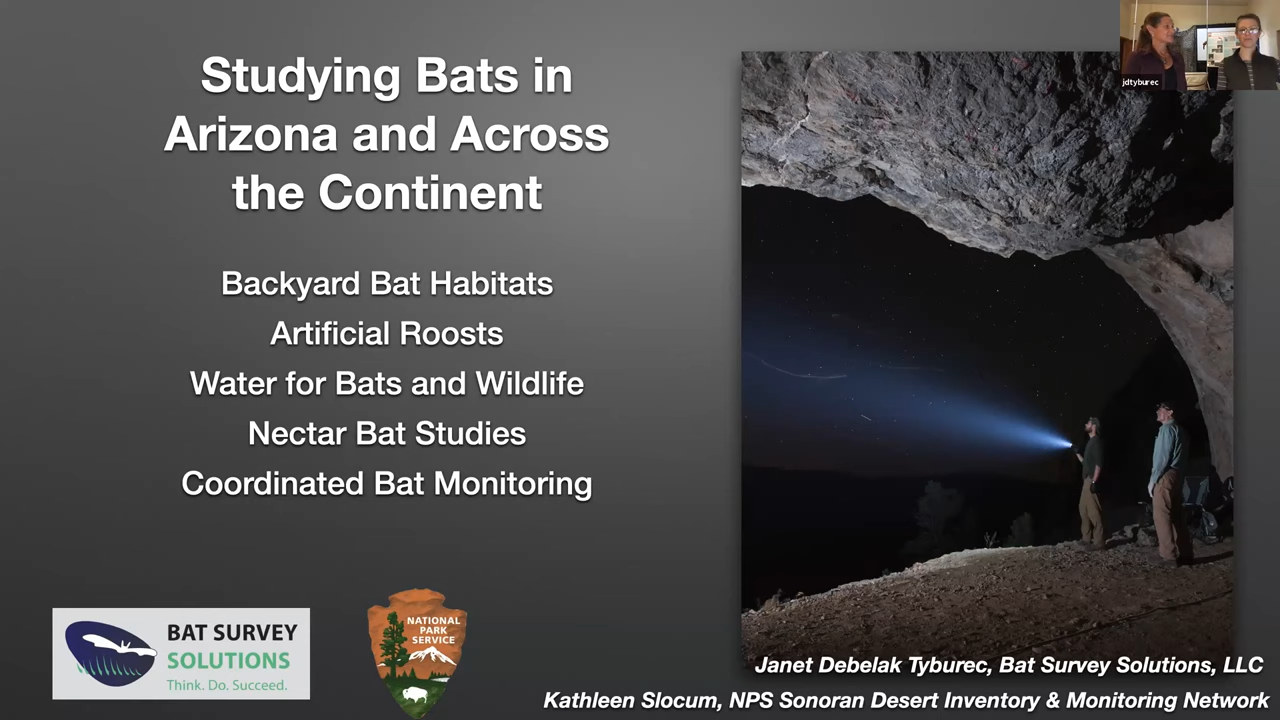 Studying Bats in
Arizona and Across
the Continent
Backyard Bat Habitats
Artificial Roosts
Water for Bats and Wildlife
Nectar Bat Studies
Coordinated Bat Monitoring
BAT SURVEY
SOLUTIONS
Think. Do. Succeed.
NATIONAL
PARK
SERVICE
jdtyburec
Janet Debelak Tyburec, Bat Survey Solutions, LLC
Kathleen Slocum, NPS Sonoran Desert Inventory & Monitoring Network